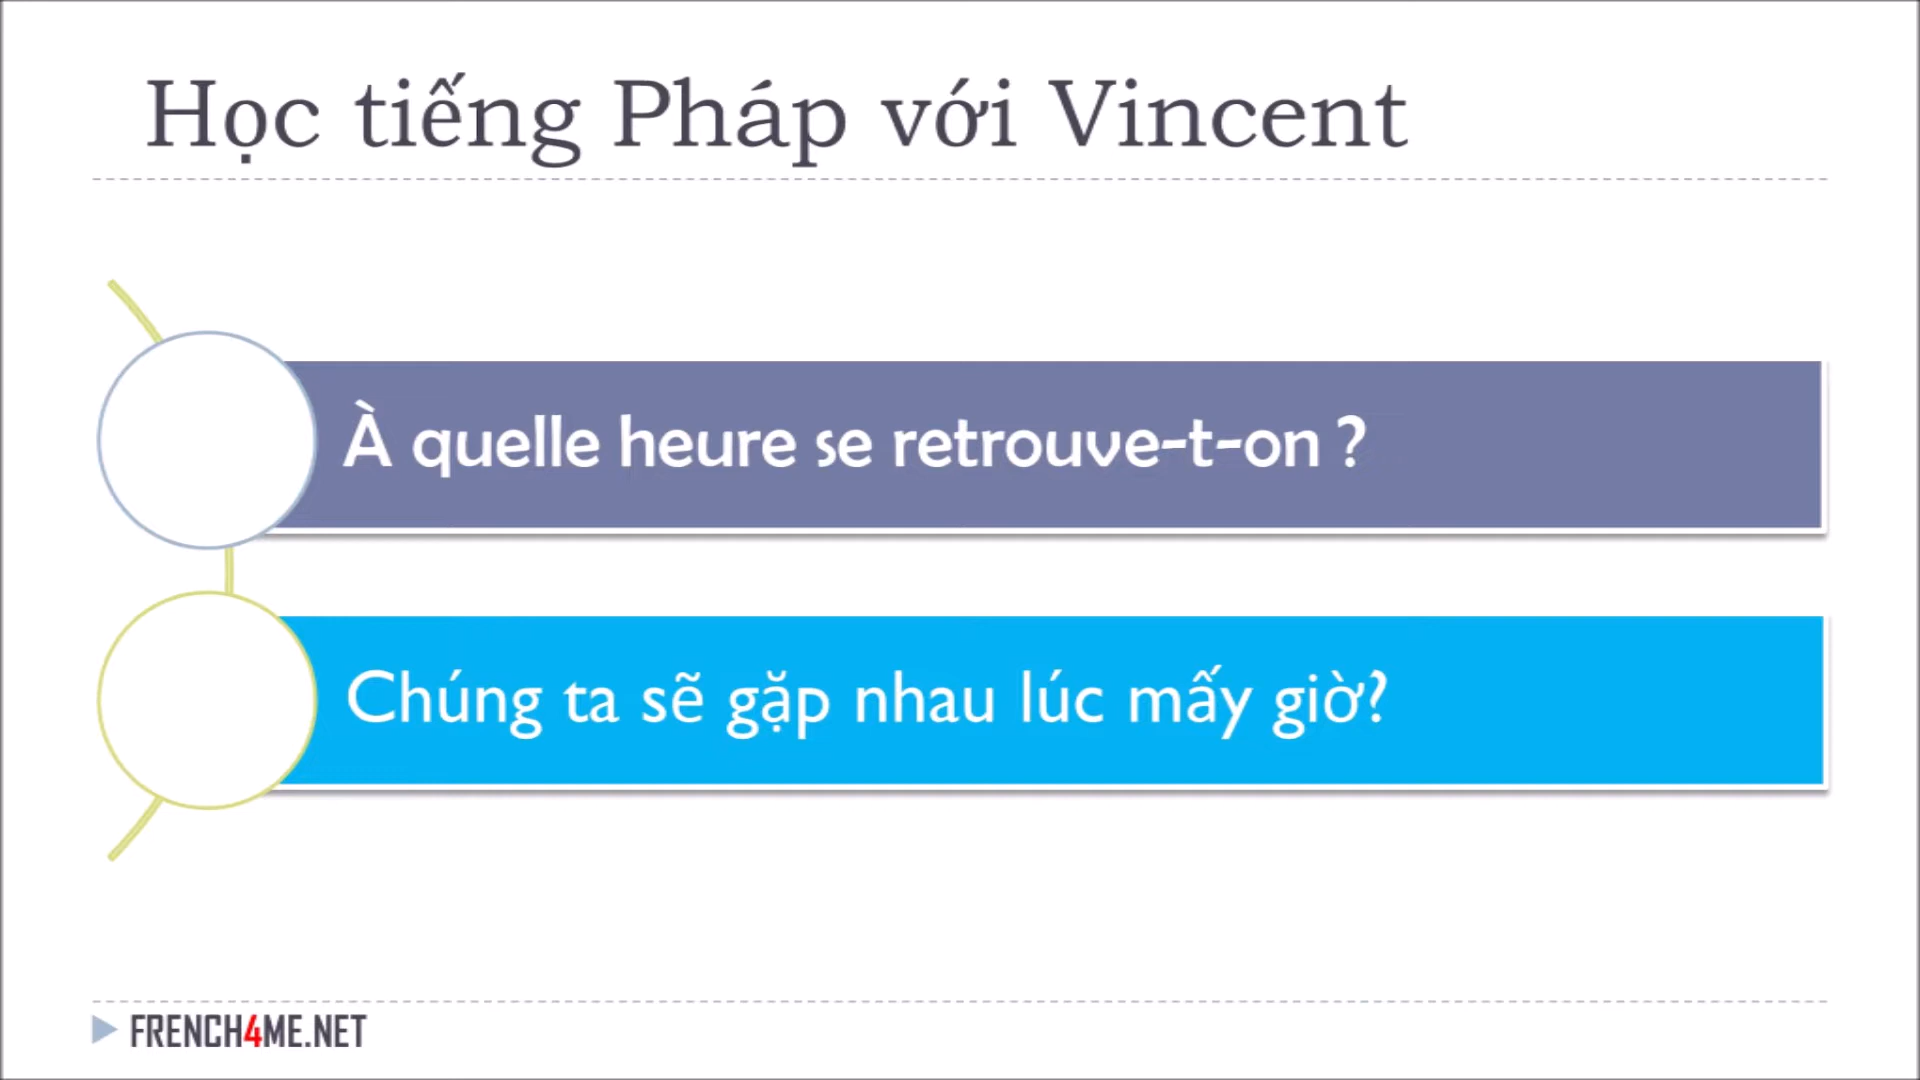 Học tiếng Pháp với Vincent
À quelle heure se retrouve-t-on ?
Chúng ta sẽ gặp nhau lúc mấy giờ?
FRENCH4ME.NET